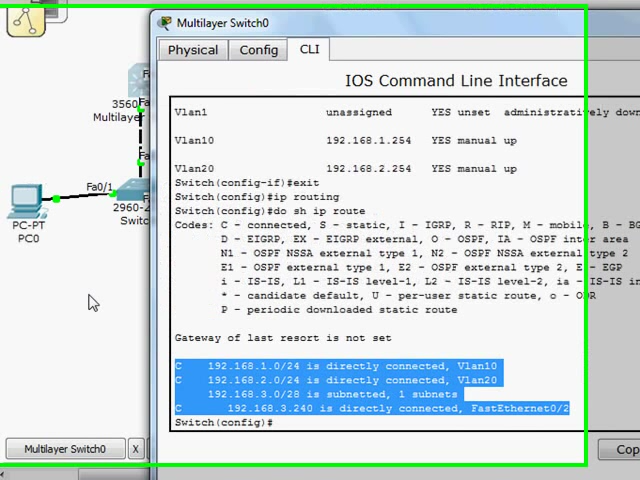 Multilayer Switch0
Physical
Config
CLI
IOS Command Line Interface
Vlan1 unassigned YES unset administratively down
Vlan10 192.168.1.254 YES manual up
Vlan20 192.168.2.254 YES manual up
Switch(config-if)#exit
Switch(config)#ip routing
Switch(config)#do sh ip route
Codes: C - connected, S - static, I - IGRP, R - RIP, M - mobile, B - BG
D - EIGRP, EX - EIGRP external, O - OSPF, IA - OSPF inter area
N1 - OSPF NSSA external type 1, N2 - OSPF NSSA external type 2
E1 - OSPF external type 1, E2 - OSPF external type 2, E - EGP
i - IS-IS, L1 - IS-IS level-1, L2 - IS-IS level-2, ia - IS-IS in
* - candidate default, U - per-user static route, o - ODR
P - periodic downloaded static route
Gateway of last resort is not set
C 192.168.1.0/24 is directly connected, Vlan10
C 192.168.2.0/24 is directly connected, Vlan20
192.168.3.0/28 is subnetted, 1 subnets
C 192.168.3.240 is directly connected, FastEthernet0/2
Switch(config)#
Cop
Fa
3560
Fa
Multilayer
Fa
Fa0/1
2960-2
Switc
PC-PT
PC0
Multilayer Switch0
X